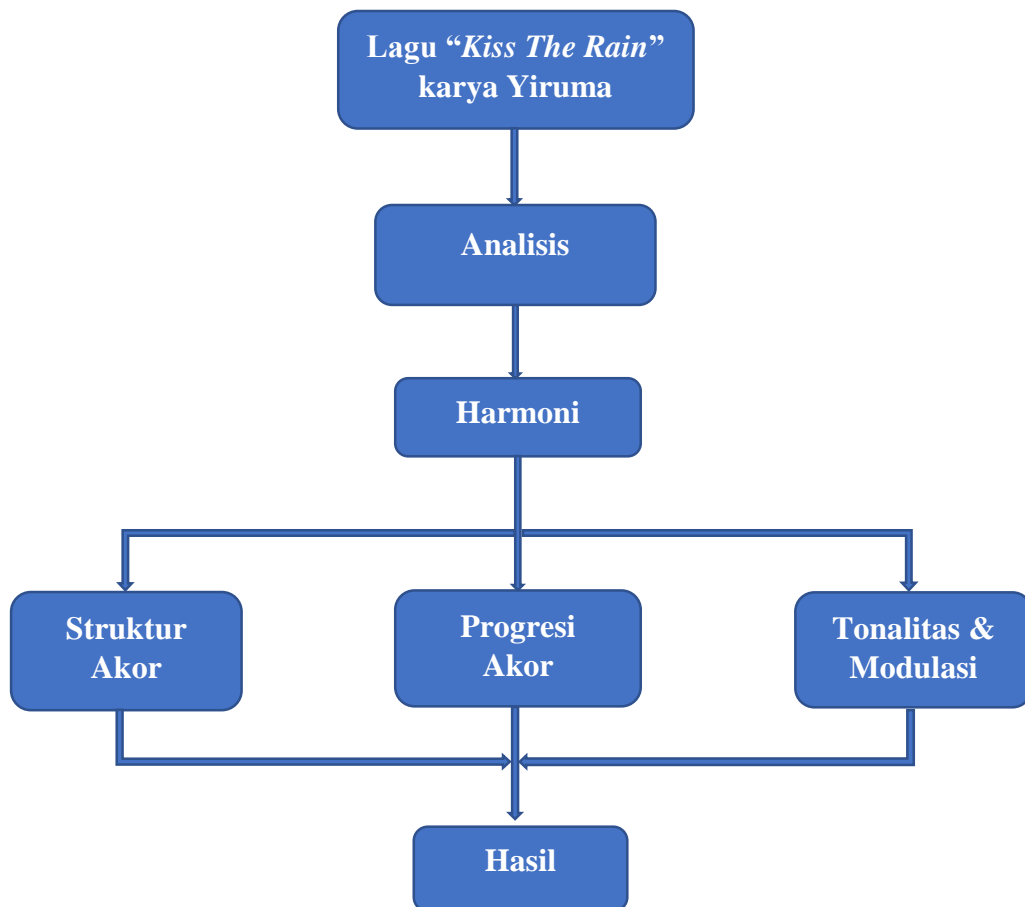 Lagu “Kiss The Rain”
karya Yiruma
Analisis
Harmoni
Struktur
Akor
Progresi
Akor
Tonalitas &
Modulasi
Hasil